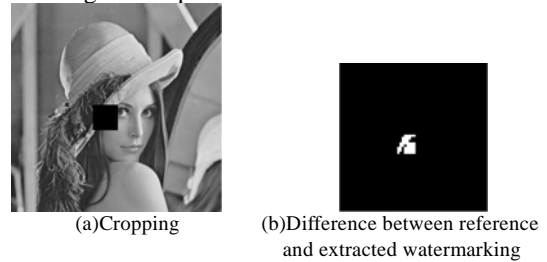 (a)Cropping
(b)Difference between reference
and extracted watermarking